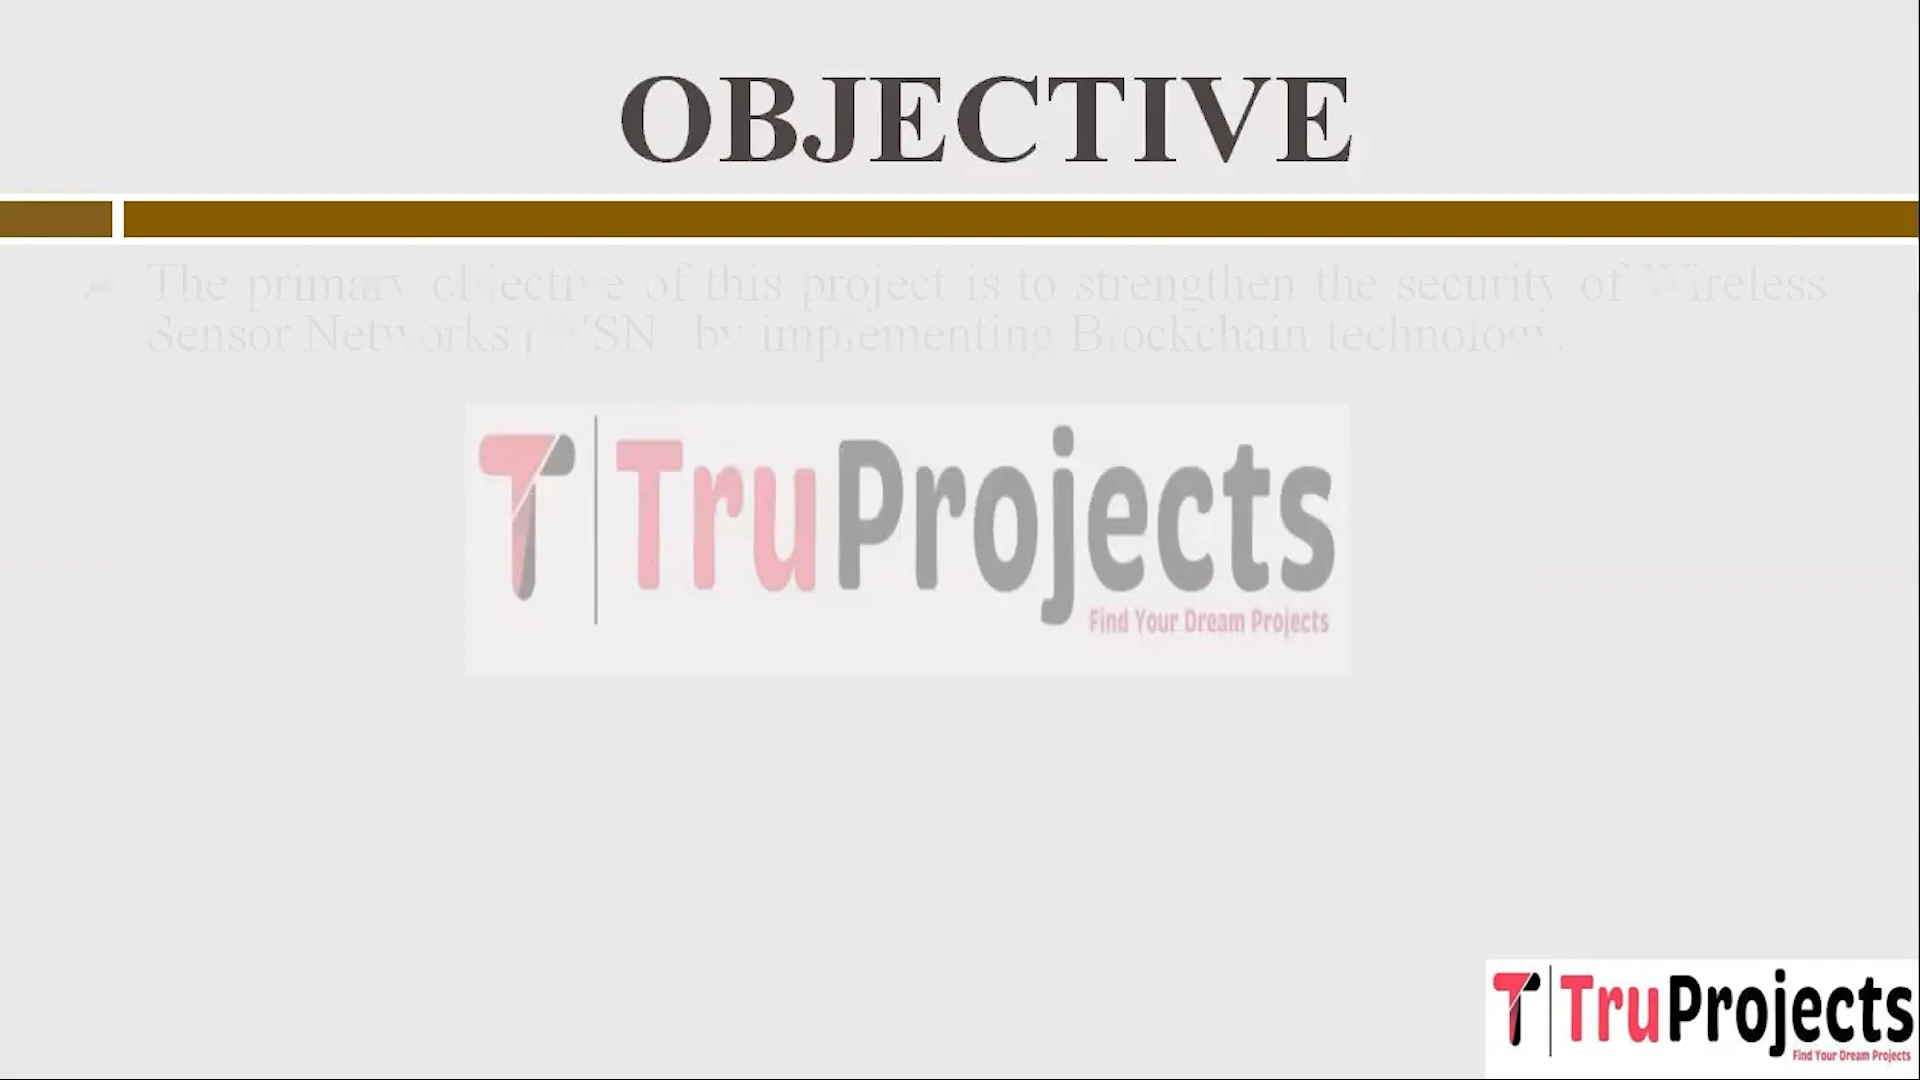 OBJECTIVE
The primary objective of this project is to strengthen the security of Wireless
Sensor Networks (WSN) by implementing Blockchain technology.
TruProjects
Find Your Dream Projects
TruProjects
Find Your Dream Projects